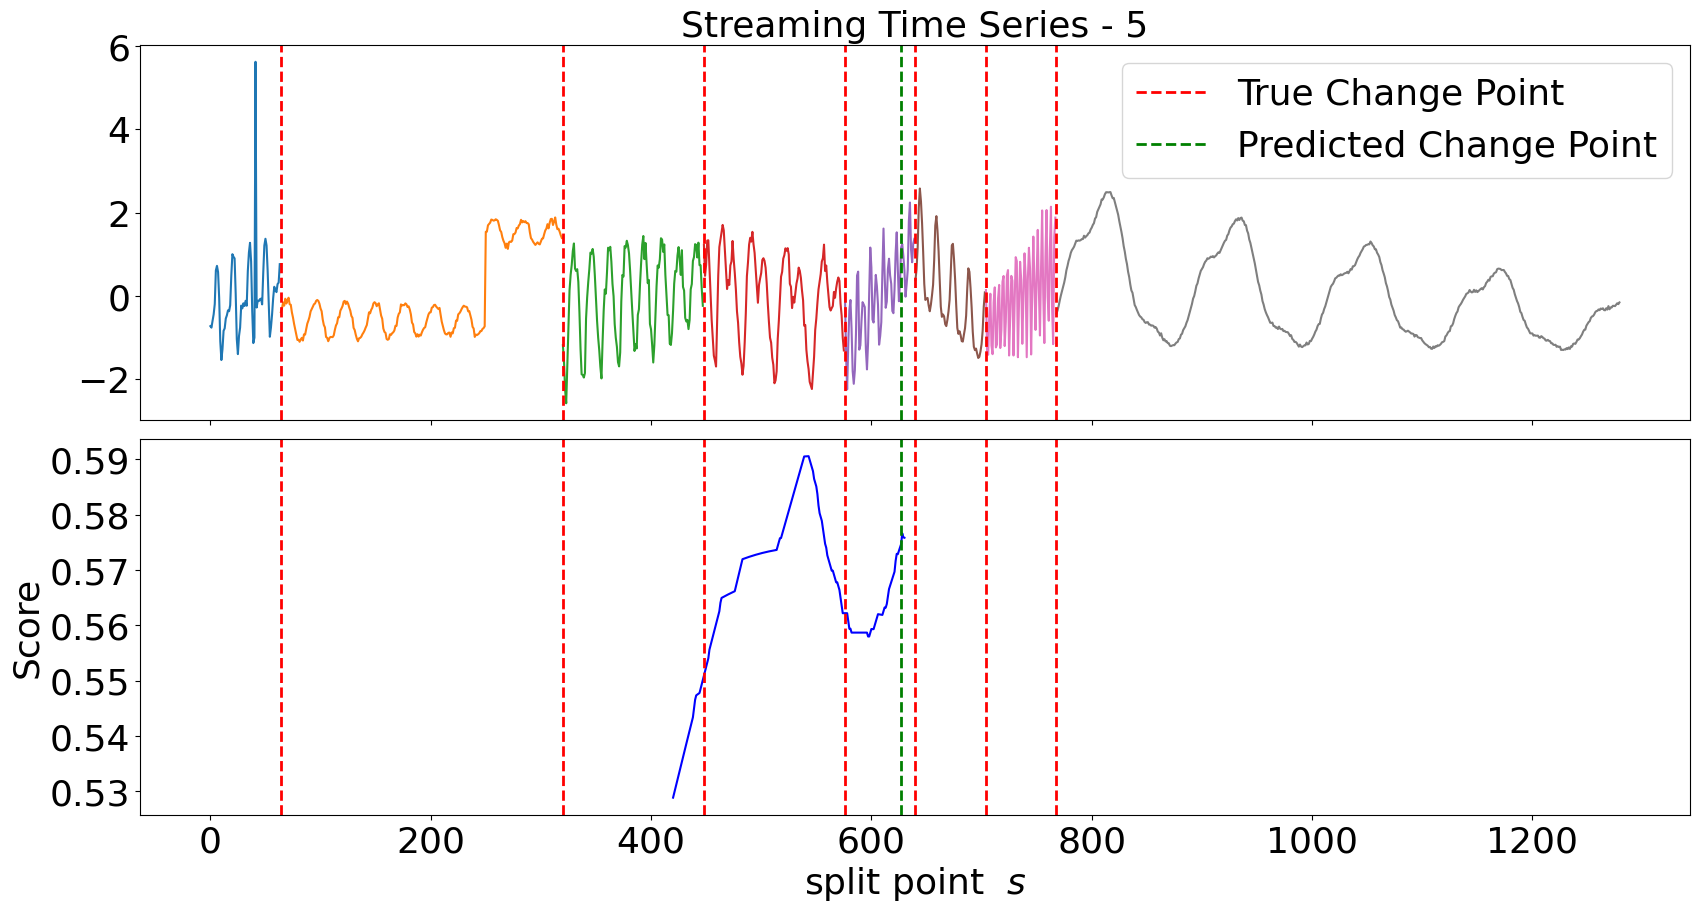 Streaming Time Series - 5
6
4
2
0
−2
True Change Point
Predicted Change Point
Score
0.59
0.58
0.57
0.56
0.55
0.54
0.53
0 200 400 600 800 1000 1200
split point s